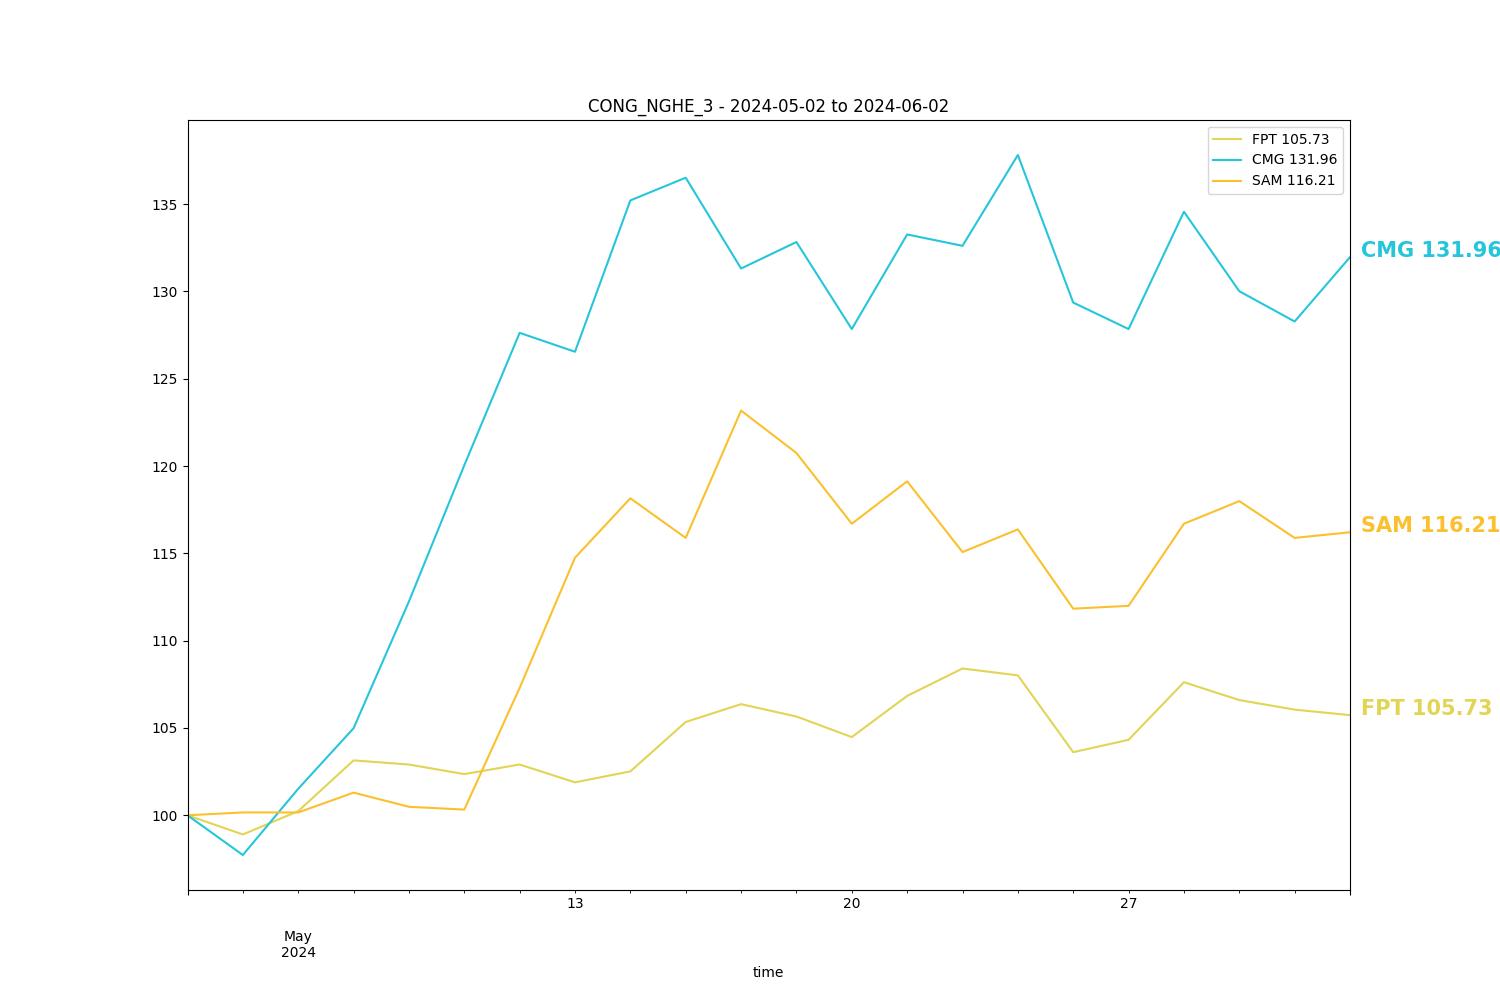 CONG_NGHE_3 - 2024-05-02 to 2024-06-02
FPT 105.73
CMG 131.96
SAM 116.21
135
130
125
120
115
110
105
100
CMG 131.96
SAM 116.21
FPT 105.73
13
20
27
May
2024
time